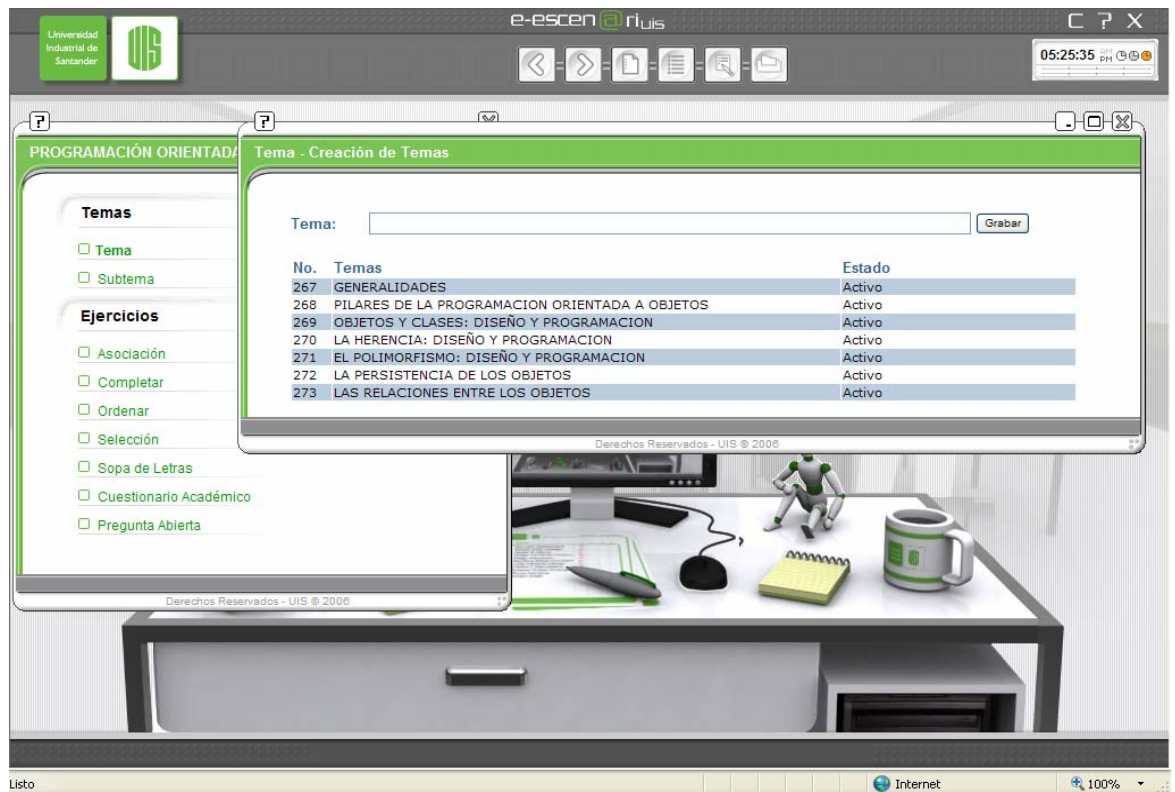 Universidad
Industrial de
Santander
UIS
e-escen@ri uis
C ? X
05:25:35 PM
?
PROGRAMACIÓN ORIENTADA
Temas
Tema
Subtema
Ejercicios
Asociación
Completar
Ordenar
Selección
Sopa de Letras
Cuestionario Académico
Pregunta Abierta
Derechos Reservados - UIS © 2006
?
Tema - Creación de Temas
Tema:
Grabar
No. Temas Estado
267 GENERALIDADES Activo
268 PILARES DE LA PROGRAMACION ORIENTADA A OBJETOS Activo
269 OBJETOS Y CLASES: DISEÑO Y PROGRAMACION Activo
270 LA HERENCIA: DISEÑO Y PROGRAMACION Activo
271 EL POLIMORFISMO: DISEÑO Y PROGRAMACION Activo
272 LA PERSISTENCIA DE LOS OBJETOS Activo
273 LAS RELACIONES ENTRE LOS OBJETOS Activo
Derechos Reservados - UIS © 2006
Listo
Internet
100%